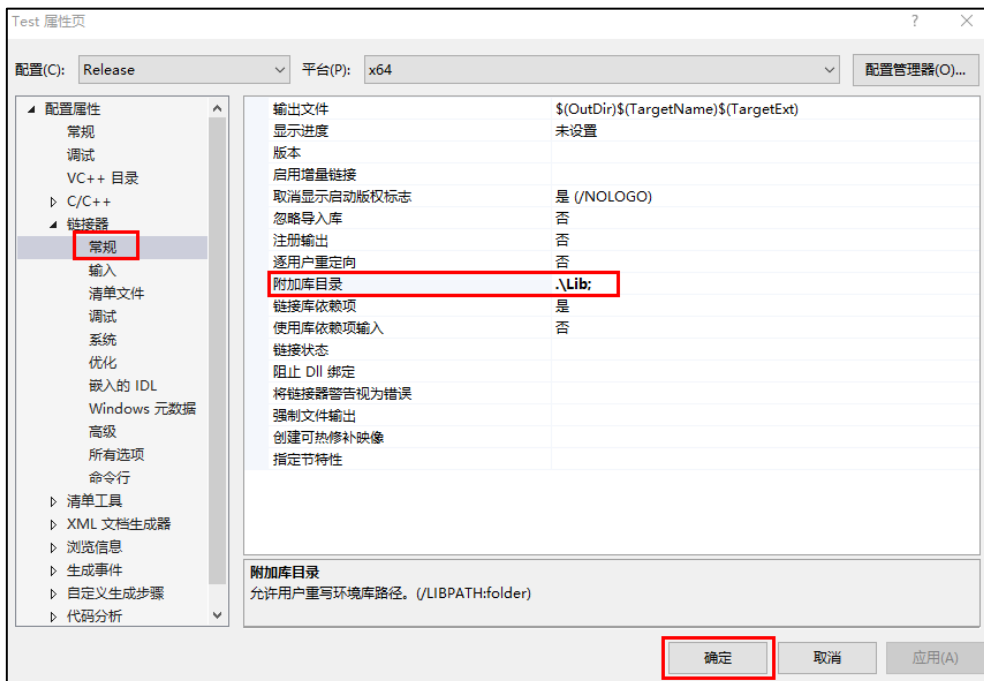 Test 属性页
配置(C): Release 平台(P): x64 配置管理器(O)...
配置属性
常规
调试
VC++ 目录
C/C++
链接器
常规
输入
清单文件
调试
系统
优化
嵌入的 IDL
Windows 元数据
高级
所有选项
命令行
清单工具
XML 文档生成器
浏览信息
生成事件
自定义生成步骤
代码分析
输出文件 $(OutDir)$(TargetName)$(TargetExt)
显示进度 未设置
版本
启用增量链接
取消显示启动版权标志 是 (/NOLOGO)
忽略导入库 否
注册输出 否
逐用户重定向 否
附加库目录 .\Lib;
链接库依赖项 是
使用库依赖项输入 否
链接状态
阻止 Dll 绑定
将链接器警告视为错误
强制文件输出
创建可热修补映像
指定节特性
附加库目录
允许用户重写环境库路径。(/LIBPATH:folder)
确定 取消 应用(A)